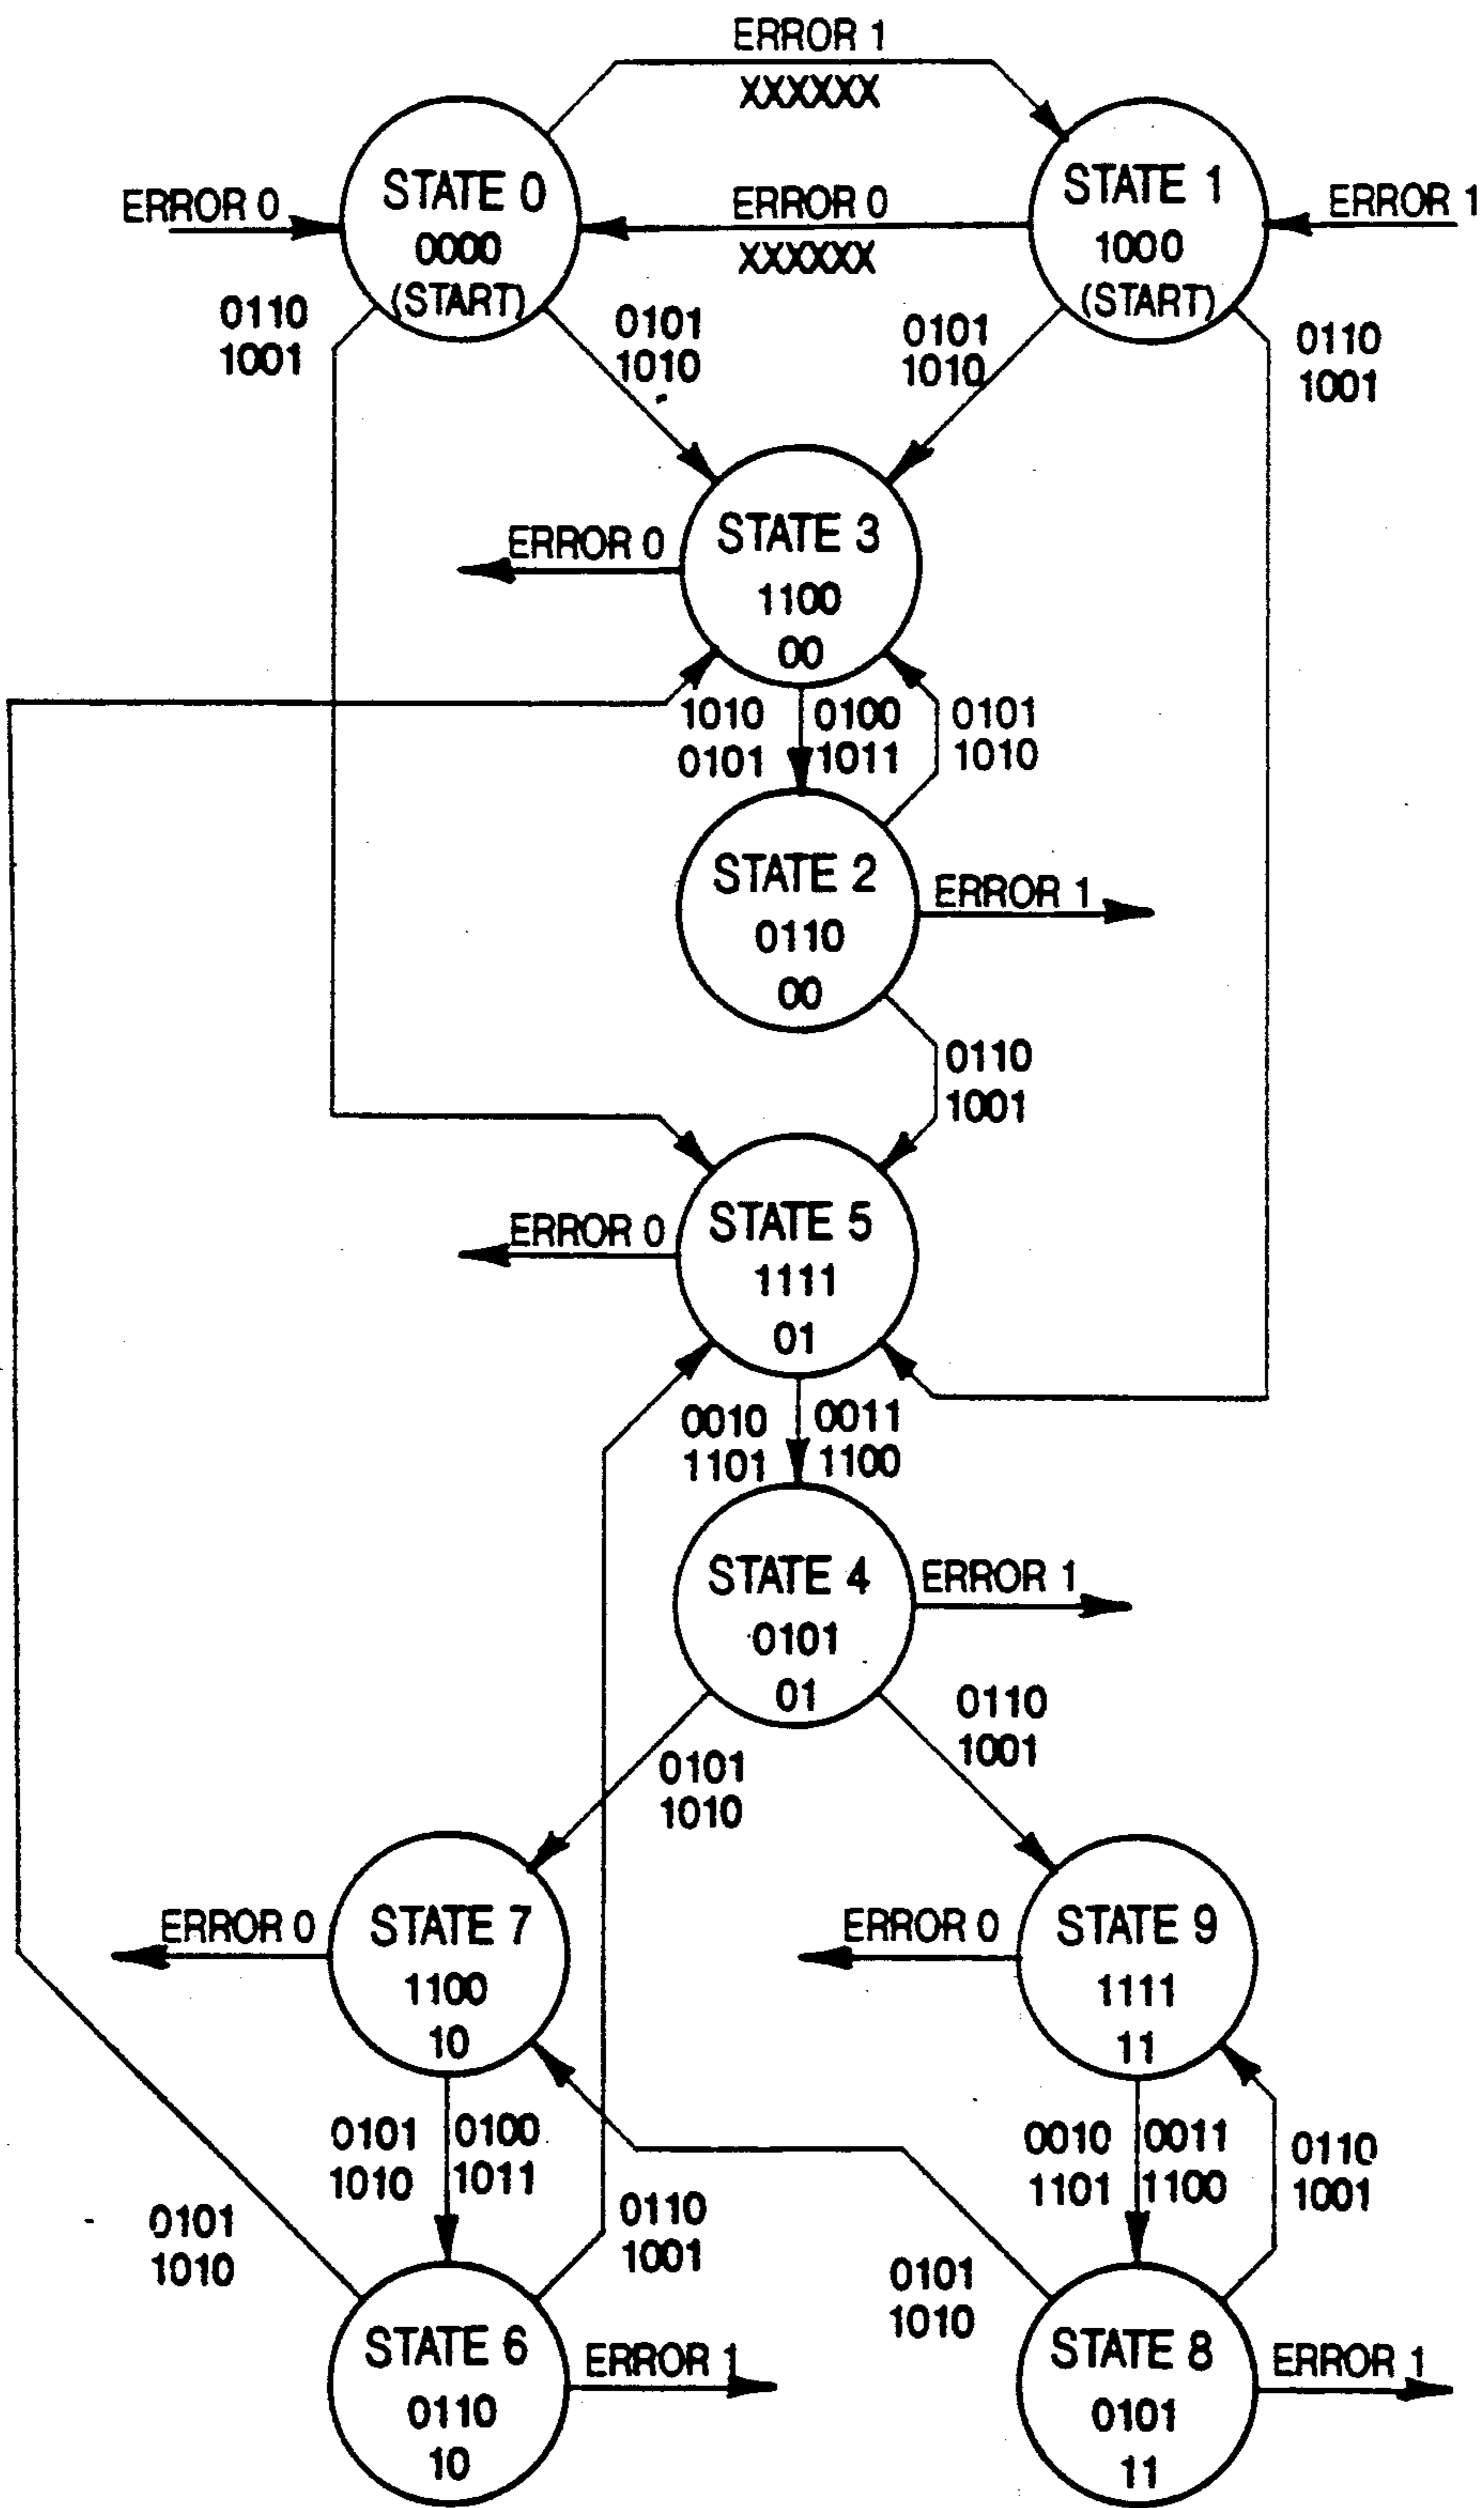 ERROR 1
XXXXXX
STATE 0
0000
(START)
STATE 1
1000
(START)
ERROR 0
ERROR 0
XXXXXX
ERROR 1
0110
1001
0101
1010
0101
1010
0110
1001
STATE 3
1100
00
ERROR 0
1010
0101
0100
1011
0101
1010
STATE 2
0110
00
ERROR 1
0110
1001
STATE 5
1111
01
ERROR 0
0010
1101
0011
1100
STATE 4
0101
01
ERROR 1
0101
1010
0110
1001
STATE 7
1100
10
ERROR 0
STATE 9
1111
11
ERROR 0
0101
1010
0100
1011
0010
1101
0011
1100
0110
1001
0101
1010
0110
1001
0101
1010
STATE 6
0110
10
ERROR 1
STATE 8
0101
11
ERROR 1